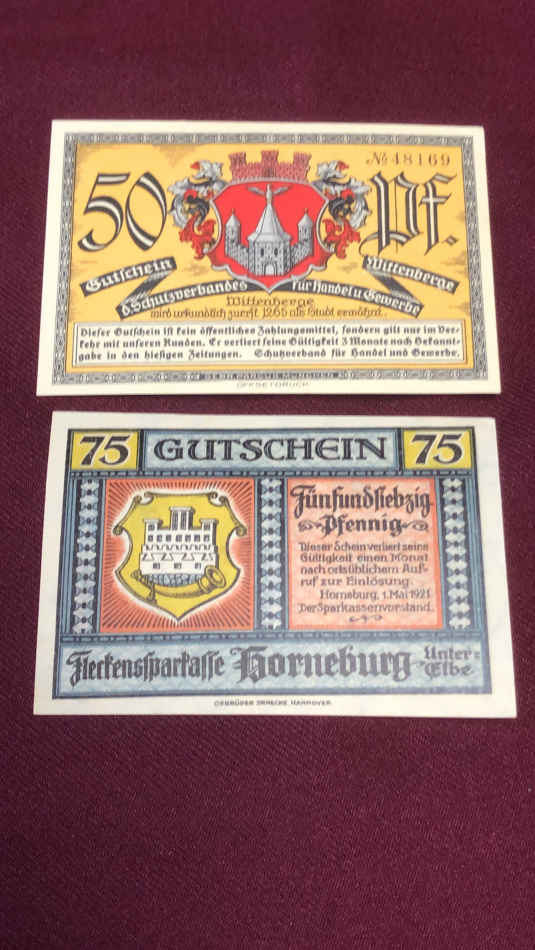 50 Pf.
№ 48169
Gutschein
d. Schutzverbandes für Handel u Gewerbe
Wittenberge
Wittenberge
wird urkundlich zuerst 1265 als Stadt erwähnt.
Dieser Gutschein ist kein öffentliches Zahlungsmittel, sondern gilt nur im Ver-
kehr mit unseren Kunden. Er verliert seine Gültigkeit 3 Monate nach Bekannt-
gabe in den hiesigen Zeitungen. Schutzverband für Handel und Gewerbe.
GEBR. PARCUS MÜNCHEN
OFFSETDRUCK
75 GUTSCHEIN 75
Fünfundsiebzig
Pfennig
Dieser Schein verliert seine
Gültigkeit einen Monat
nach ortsüblichem Auf-
ruf zur Einlösung.
Horneburg, 1. Mai 1921
Der Sparkassenvorstand.
Fleckenssparkasse Horneburg Unter-
Elbe
GEBRÜDER JÄNECKE, HANNOVER